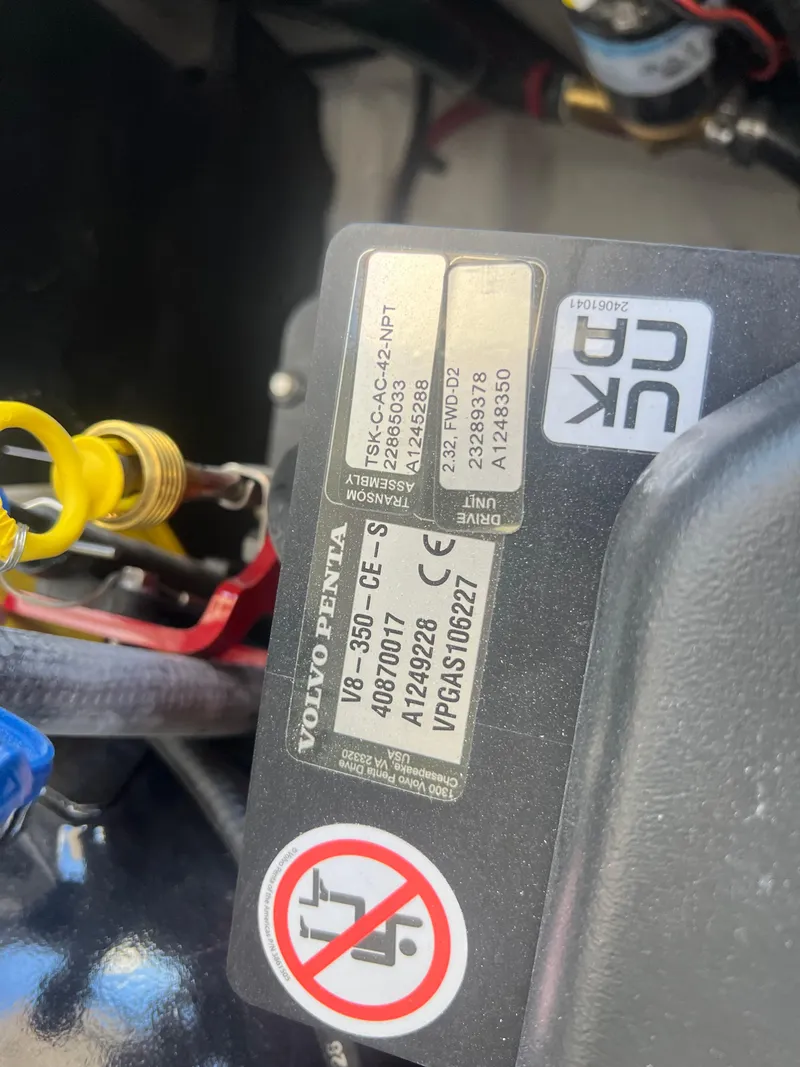 TSK-C-AC-42-NPT
22865033
A1245288
TRANSOM
ASSEMBLY
2.32, FWD-D2
23289378
A1248350
DRIVE
UNIT
24061041
UK
CA
VOLVO PENTA
V8-350-CE-S
40870017
A1249228
VPGAS106227
CE
1300 Volvo Penta Drive
Chesapeake, VA 23320
USA